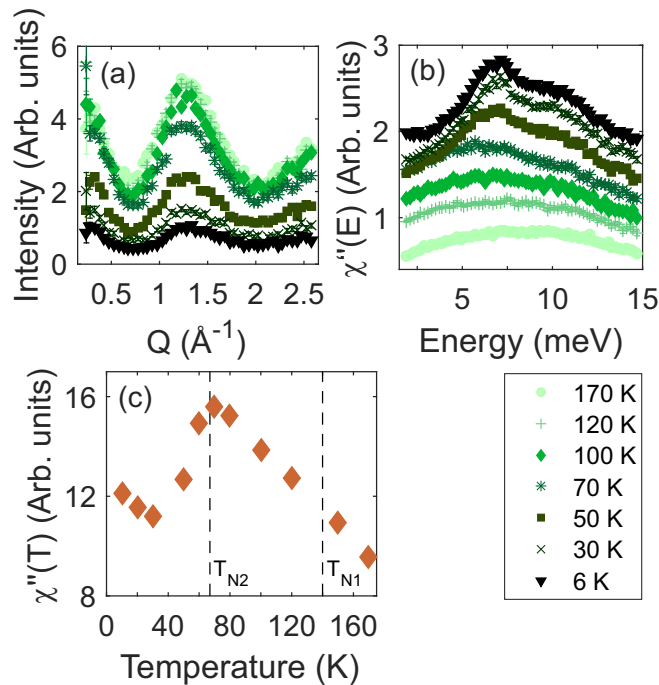 (a)
Intensity (Arb. units)
6
4
2
0
0.5 1 1.5 2 2.5
Q (Å⁻¹)
(b)
χ''(E) (Arb. units)
3
2
1
5 10 15
Energy (meV)
(c)
χ''(T) (Arb. units)
16
12
8
T_N2
T_N1
0 40 80 120 160
Temperature (K)
170 K
120 K
100 K
70 K
50 K
30 K
6 K